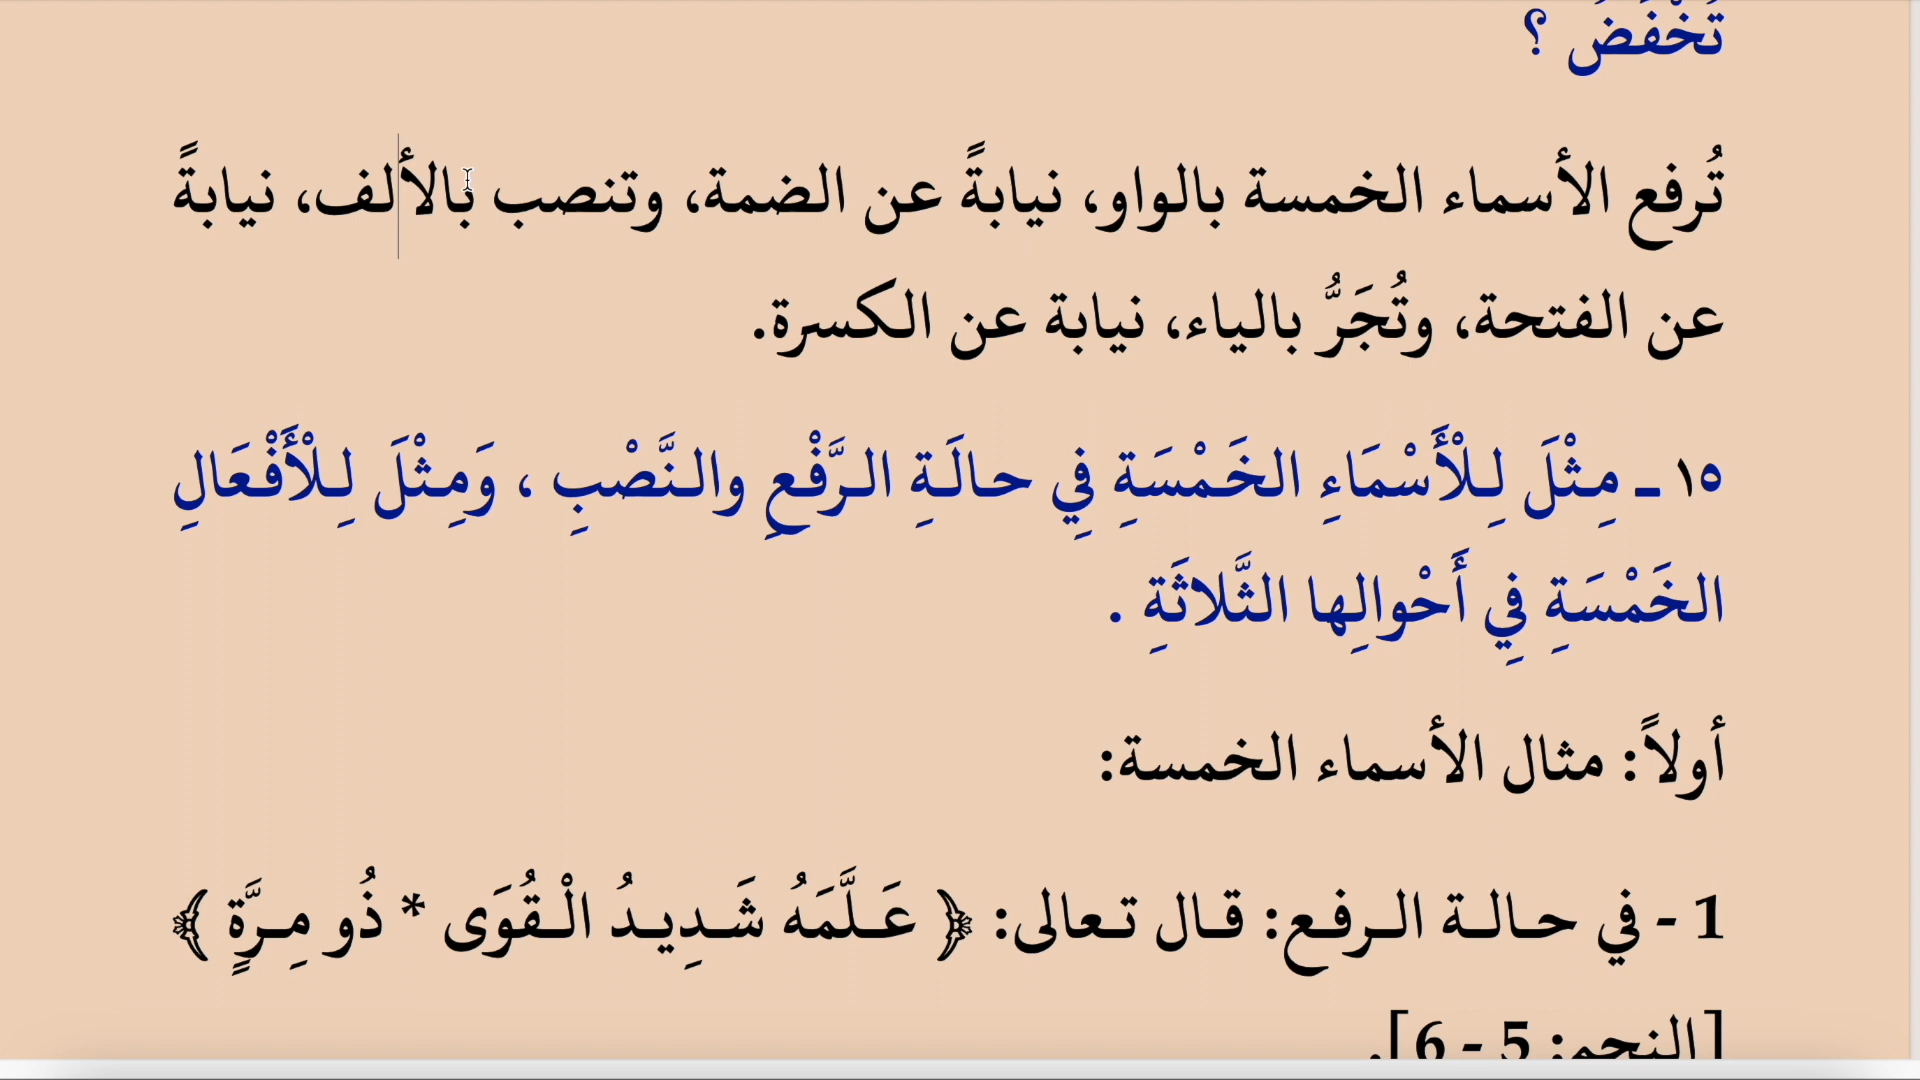 تُخْفَضُ ؟
تُرفع الأسماء الخمسة بالواو، نيابةً عن الضمة، وتنصب بالألف، نيابةً
عن الفتحة، وتُجَرُّ بالياء، نيابة عن الكسرة.
١٥ ـ مِثْلَ لِلْأَسْمَاءِ الخَمْسَةِ فِي حالَةِ الرَّفْعِ والنَّصْبِ ، وَمِثْلَ لِلْأَفْعَالِ
الخَمْسَةِ فِي أَحْوالِها الثَّلاثَةِ .
أولاً: مثال الأسماء الخمسة:
1 - في حالة الرفع: قال تعالى: ﴿ عَلَّمَهُ شَدِيدُ الْقُوَى * ذُو مِرَّةٍ ﴾
[النجم: 5 - 6].